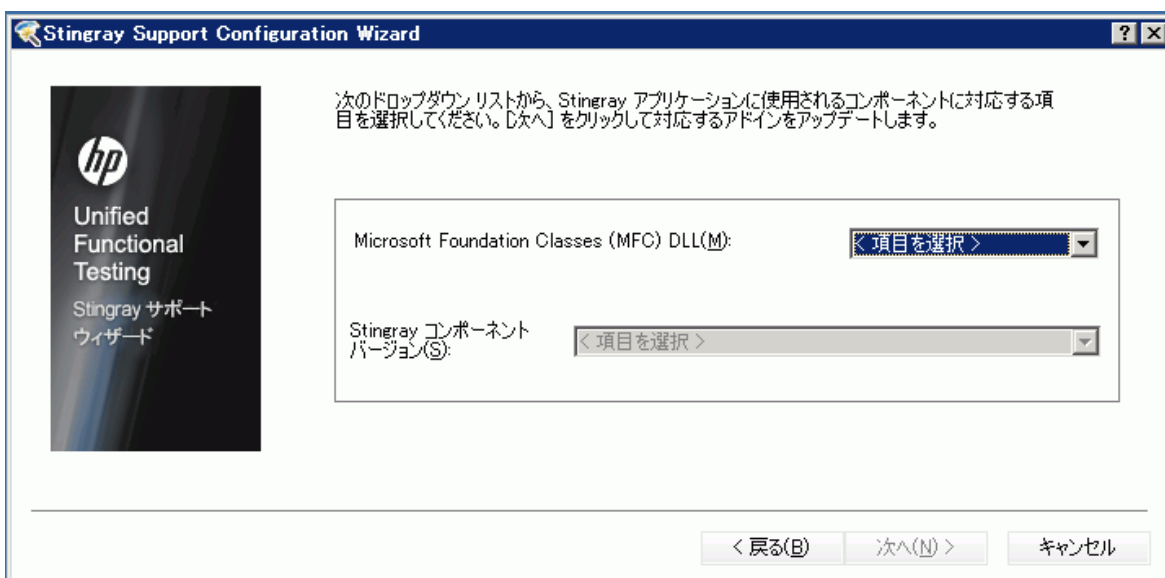 Stingray Support Configuration Wizard
hp
Unified
Functional
Testing
Stingray サポート
ウィザード
次のドロップダウン リストから、Stingray アプリケーションに使用されるコンポーネントに対応する項
目を選択してください。[次へ] をクリックして対応するアドインをアップデートします。
Microsoft Foundation Classes (MFC) DLL(M):
< 項目を選択 >
Stingray コンポーネント
バージョン(S):
< 項目を選択 >
< 戻る(B)
次へ(N) >
キャンセル